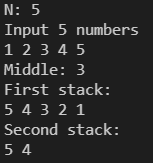 N: 5
Input 5 numbers
1 2 3 4 5
Middle: 3
First stack:
5 4 3 2 1
Second stack:
5 4